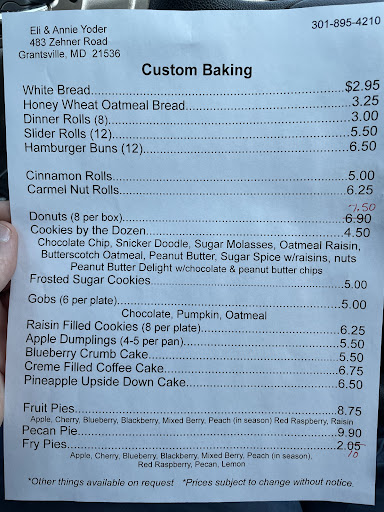 Eli & Annie Yoder
483 Zehner Road
Grantsville, MD 21536
301-895-4210
Custom Baking
White Bread...$2.95
Honey Wheat Oatmeal Bread...3.25
Dinner Rolls (8)...3.00
Slider Rolls (12)...5.50
Hamburger Buns (12)...6.50
Cinnamon Rolls...5.00
Carmel Nut Rolls...6.25
7.50
Donuts (8 per box)...6.90
Cookies by the Dozen...4.50
Chocolate Chip, Snicker Doodle, Sugar Molasses, Oatmeal Raisin,
Butterscotch Oatmeal, Peanut Butter, Sugar Spice w/raisins, nuts
Peanut Butter Delight w/chocolate & peanut butter chips
Frosted Sugar Cookies...5.00
Gobs (6 per plate)...5.00
Chocolate, Pumpkin, Oatmeal
Raisin Filled Cookies (8 per plate)...6.25
Apple Dumplings (4-5 per pan)...5.50
Blueberry Crumb Cake...5.50
Creme Filled Coffee Cake...6.75
Pineapple Upside Down Cake...6.50
Fruit Pies...8.75
Apple, Cherry, Blueberry, Blackberry, Mixed Berry, Peach (in season) Red Raspberry, Raisin
Pecan Pie...9.90
Fry Pies...2.05
10
Apple, Cherry, Blueberry, Blackberry, Mixed Berry, Peach (in season),
Red Raspberry, Pecan, Lemon
*Other things available on request *Prices subject to change without notice.